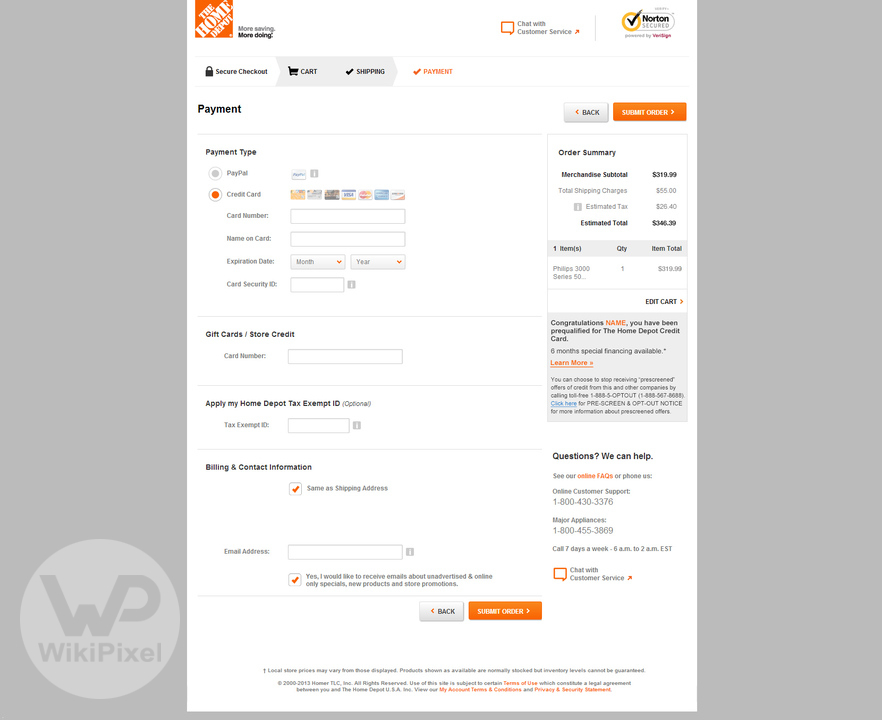 THE HOME DEPOT
More saving.
More doing.
Chat with
Customer Service
Norton
SECURED
powered by VeriSign
Secure Checkout
CART
SHIPPING
PAYMENT
Payment
BACK
SUBMIT ORDER
Payment Type
PayPal
PayPal
Credit Card
VISA
Card Number:
Name on Card:
Expiration Date:
Month
Year
Card Security ID:
Gift Cards / Store Credit
Card Number:
Apply my Home Depot Tax Exempt ID (Optional)
Tax Exempt ID:
Billing & Contact Information
Same as Shipping Address
Email Address:
Yes, I would like to receive emails about unadvertised & online
only specials, new products and store promotions.
BACK
SUBMIT ORDER
Order Summary
Merchandise Subtotal $319.99
Total Shipping Charges $55.00
Estimated Tax $26.40
Estimated Total $346.39
1 Item(s) Qty Item Total
Philips 3000 1 $319.99
Series 50...
EDIT CART
Congratulations NAME, you have been
prequalified for The Home Depot Credit
Card.
6 months special financing available.*
Learn More »
You can choose to stop receiving "prescreened"
offers of credit from this and other companies by
calling toll-free 1-888-5-OPTOUT (1-888-567-8688).
Click here for PRE-SCREEN & OPT-OUT NOTICE
for more information about prescreened offers.
Questions? We can help.
See our online FAQs or phone us:
Online Customer Support:
1-800-430-3376
Major Appliances:
1-800-455-3869
Call 7 days a week - 6 a.m. to 2 a.m. EST
Chat with
Customer Service
WikiPixel
† Local store prices may vary from those displayed. Products shown as available are normally stocked but inventory levels cannot be guaranteed.
© 2000-2013 Homer TLC, Inc. All Rights Reserved. Use of this site is subject to certain Terms of Use which constitute a legal agreement
between you and The Home Depot U.S.A. Inc. View our My Account Terms & Conditions and Privacy & Security Statement.